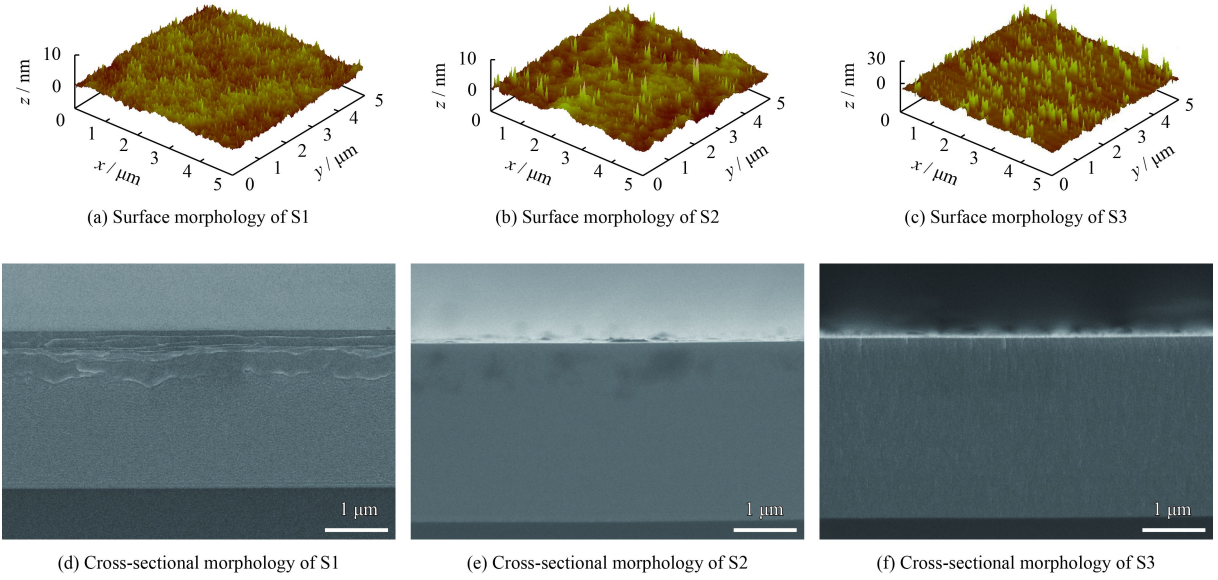 10
0
z / nm
0
1
2
3
4
5
x / μm
0
1
2
3
4
5
y / μm
(a) Surface morphology of S1
10
0
z / nm
0
1
2
3
4
5
x / μm
0
1
2
3
4
5
y / μm
(b) Surface morphology of S2
30
0
z / nm
0
1
2
3
4
5
x / μm
0
1
2
3
4
5
y / μm
(c) Surface morphology of S3
1 μm
(d) Cross-sectional morphology of S1
1 μm
(e) Cross-sectional morphology of S2
1 μm
(f) Cross-sectional morphology of S3